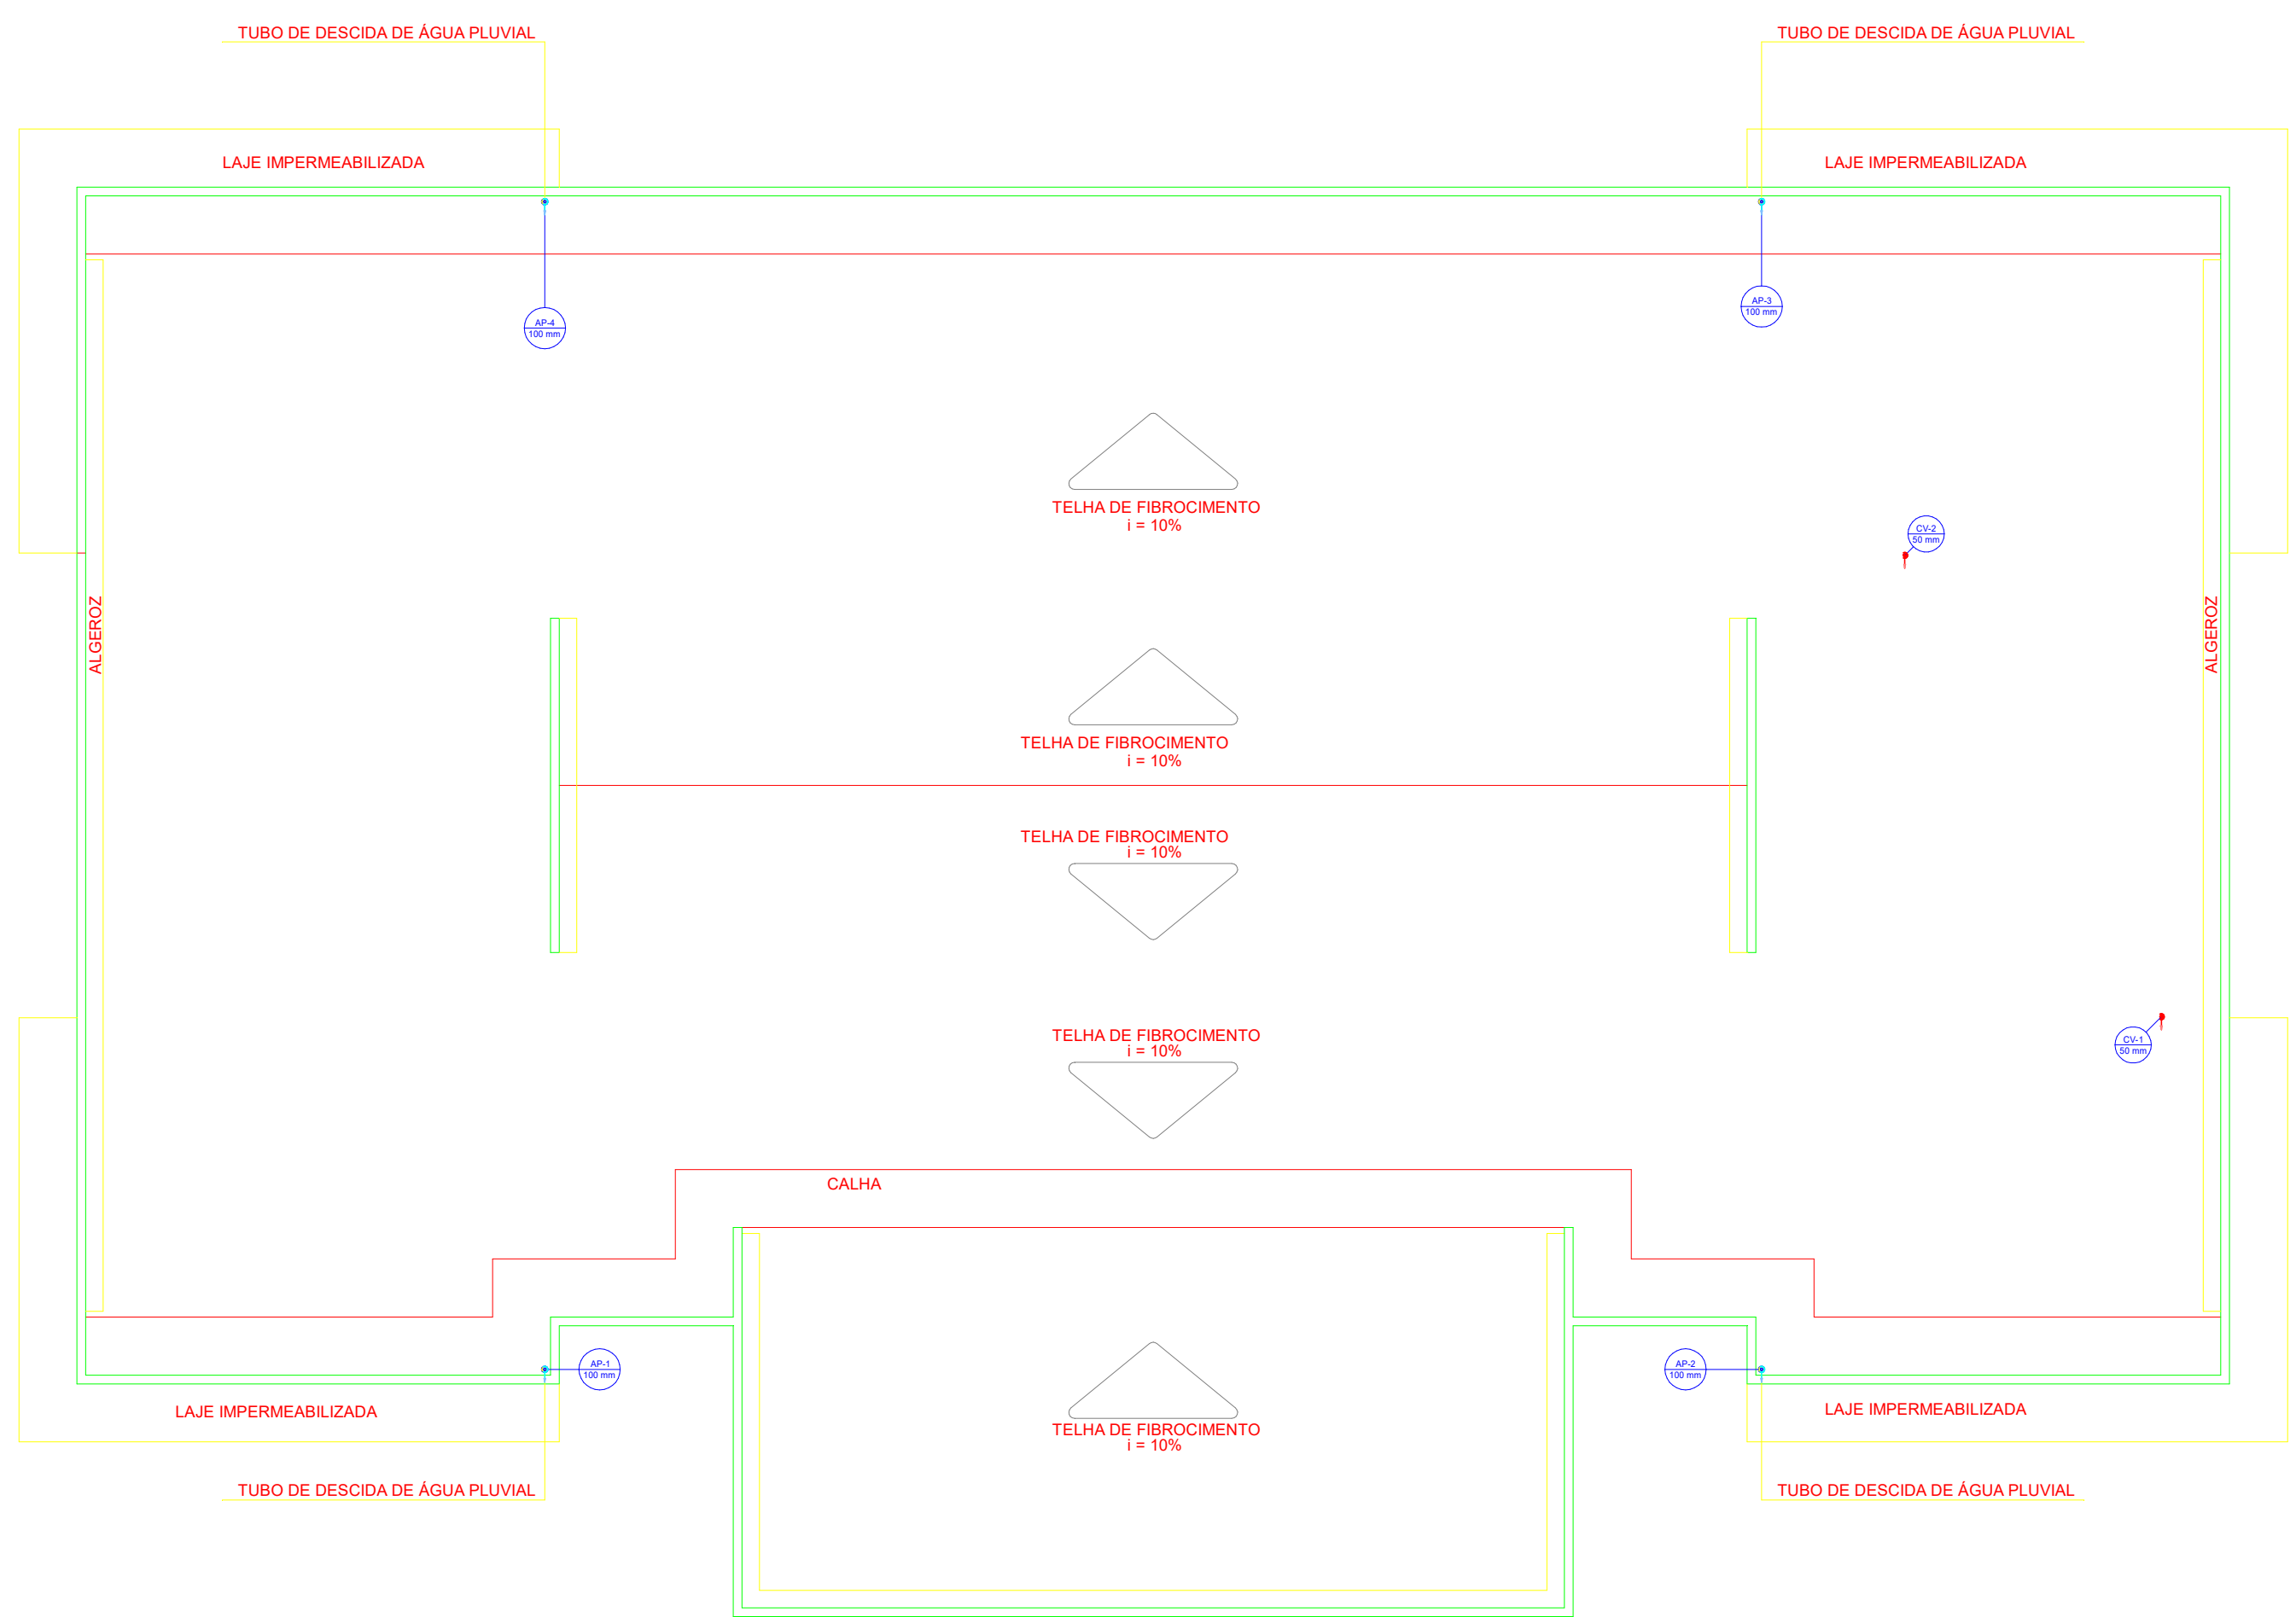 TUBO DE DESCIDA DE ÁGUA PLUVIAL
TUBO DE DESCIDA DE ÁGUA PLUVIAL
LAJE IMPERMEABILIZADA
LAJE IMPERMEABILIZADA
AP-4
100 mm
AP-3
100 mm
TELHA DE FIBROCIMENTO
i = 10%
CV-2
50 mm
ALGEROZ
ALGEROZ
TELHA DE FIBROCIMENTO
i = 10%
TELHA DE FIBROCIMENTO
i = 10%
TELHA DE FIBROCIMENTO
i = 10%
CV-1
50 mm
CALHA
AP-1
100 mm
AP-2
100 mm
LAJE IMPERMEABILIZADA
LAJE IMPERMEABILIZADA
TELHA DE FIBROCIMENTO
i = 10%
TUBO DE DESCIDA DE ÁGUA PLUVIAL
TUBO DE DESCIDA DE ÁGUA PLUVIAL